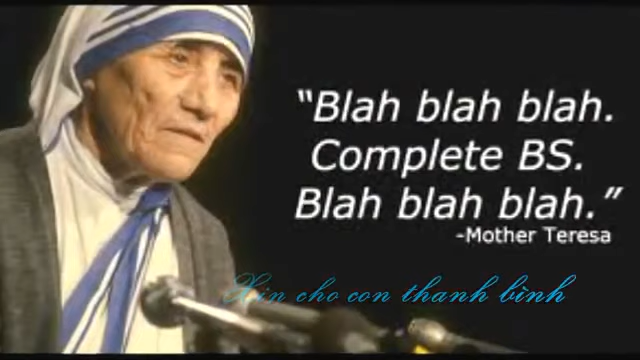 “Blah blah blah.
Complete BS.
Blah blah blah.”
-Mother Teresa
Xin cho con thanh bình